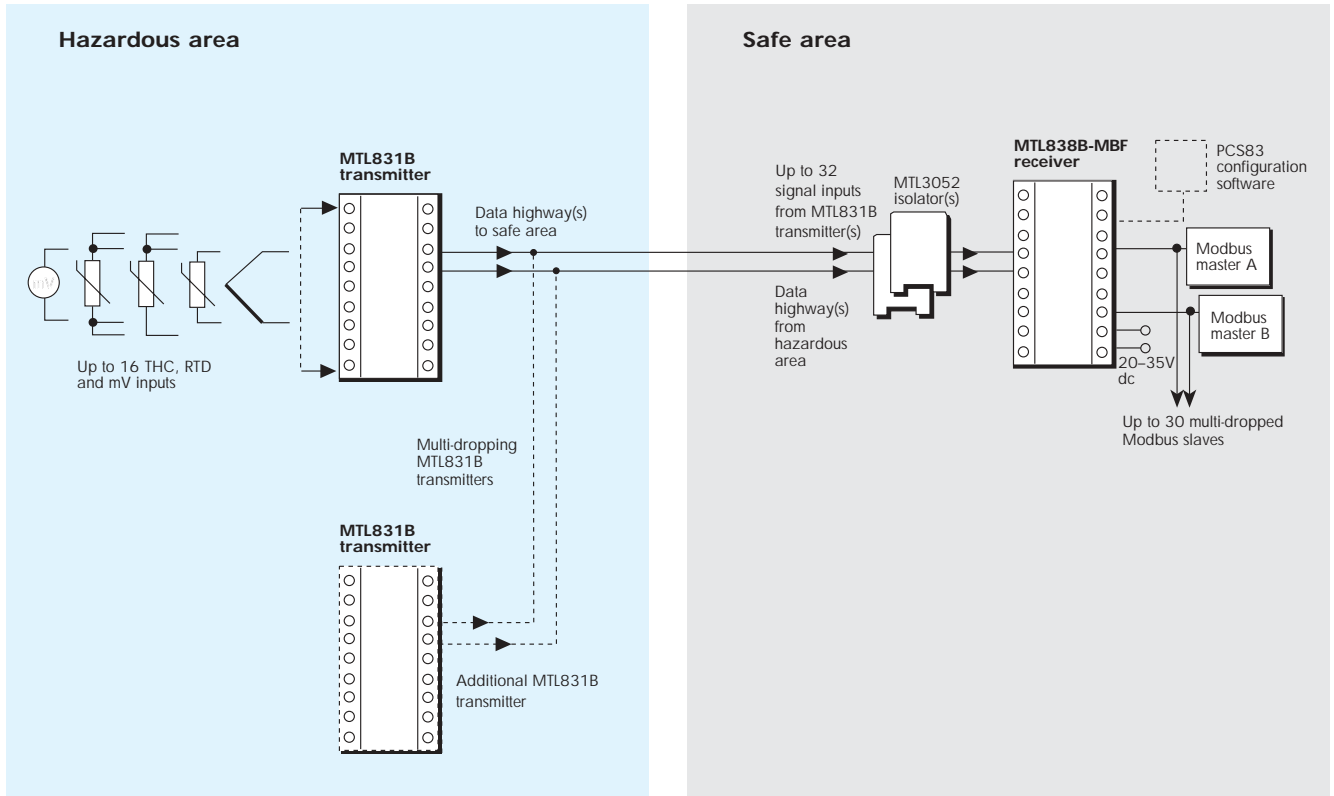 Hazardous area
MTL831B
transmitter
Data highway(s)
to safe area
mV
Up to 16 THC, RTD
and mV inputs
Multi-dropping
MTL831B
transmitters
MTL831B
transmitter
Additional MTL831B
transmitter
Safe area
Up to 32
signal inputs
from MTL831B
transmitter(s)
MTL3052
isolator(s)
Data
highway(s)
from
hazardous
area
MTL838B-MBF
receiver
PCS83
configuration
software
Modbus
master A
Modbus
master B
20–35V
dc
Up to 30 multi-dropped
Modbus slaves